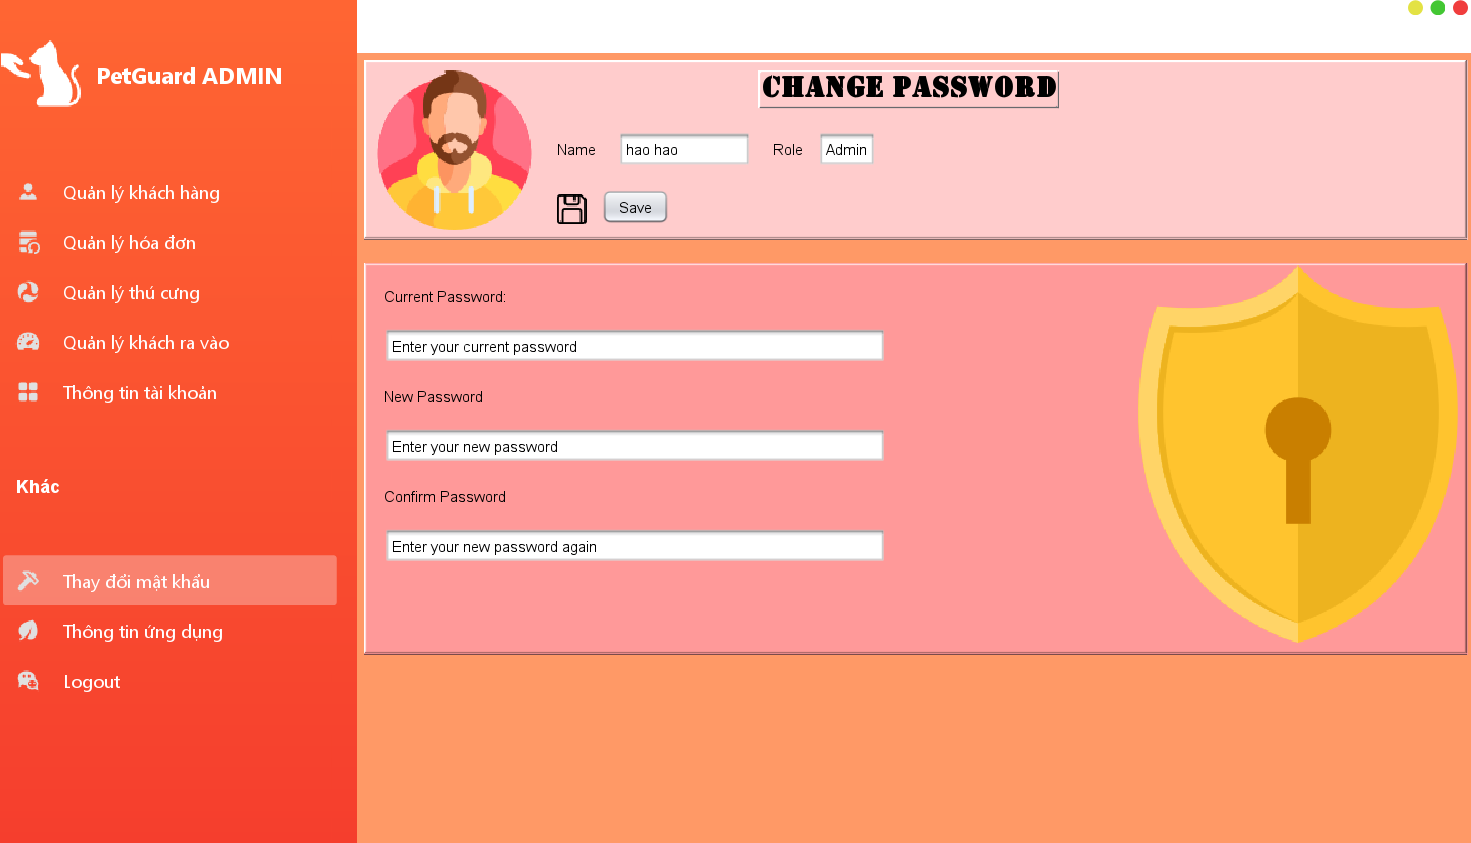 PetGuard ADMIN
Quản lý khách hàng
Quản lý hóa đơn
Quản lý thú cưng
Quản lý khách ra vào
Thông tin tài khoản
Khác
Thay đổi mật khẩu
Thông tin ứng dụng
Logout
CHANGE PASSWORD
Name hao hao Role Admin
Save
Current Password:
Enter your current password
New Password
Enter your new password
Confirm Password
Enter your new password again